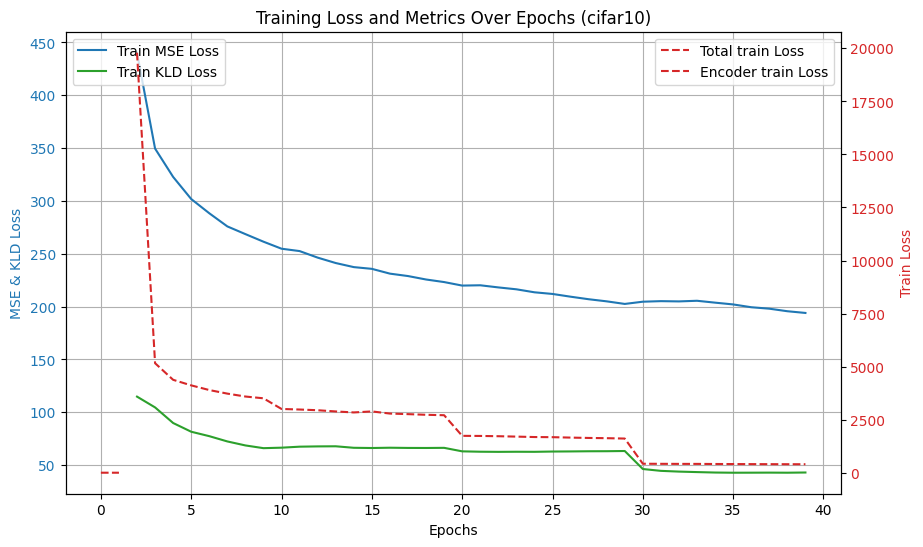 Training Loss and Metrics Over Epochs (cifar10)
Train MSE Loss
Train KLD Loss
Total train Loss
Encoder train Loss
MSE & KLD Loss
450
400
350
300
250
200
150
100
50
20000
17500
15000
12500
10000
7500
5000
2500
0
Train Loss
0 5 10 15 20 25 30 35 40
Epochs